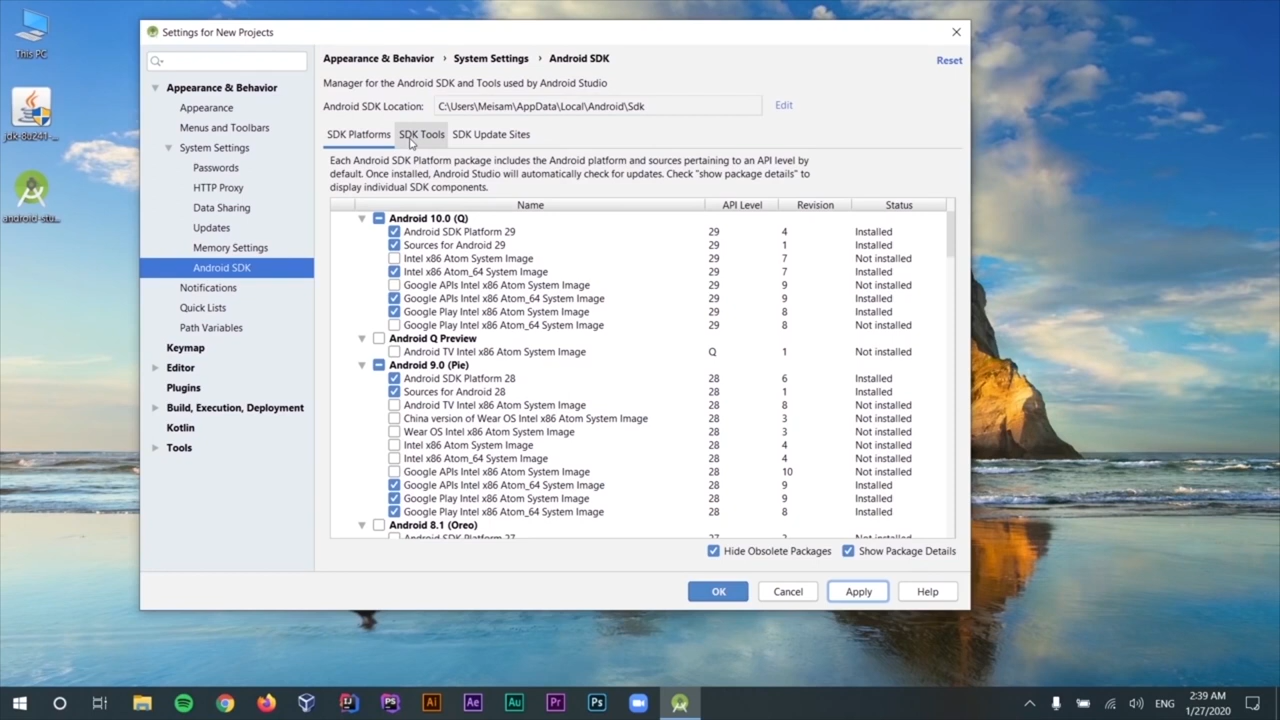 This PC
jdk-8u241-...
android-stu...
Settings for New Projects
Appearance & Behavior
Appearance
Menus and Toolbars
System Settings
Passwords
HTTP Proxy
Data Sharing
Updates
Memory Settings
Android SDK
Notifications
Quick Lists
Path Variables
Keymap
Editor
Plugins
Build, Execution, Deployment
Kotlin
Tools
Appearance & Behavior › System Settings › Android SDK
Reset
Manager for the Android SDK and Tools used by Android Studio
Android SDK Location: C:\Users\Meisam\AppData\Local\Android\Sdk Edit
SDK Platforms SDK Tools SDK Update Sites
Each Android SDK Platform package includes the Android platform and sources pertaining to an API level by
default. Once installed, Android Studio will automatically check for updates. Check "show package details" to
display individual SDK components.
Name API Level Revision Status
Android 10.0 (Q)
Android SDK Platform 29 29 4 Installed
Sources for Android 29 29 1 Installed
Intel x86 Atom System Image 29 7 Not installed
Intel x86 Atom_64 System Image 29 7 Installed
Google APIs Intel x86 Atom System Image 29 9 Not installed
Google APIs Intel x86 Atom_64 System Image 29 9 Installed
Google Play Intel x86 Atom System Image 29 8 Installed
Google Play Intel x86 Atom_64 System Image 29 8 Not installed
Android Q Preview
Android TV Intel x86 Atom System Image Q 1 Not installed
Android 9.0 (Pie)
Android SDK Platform 28 28 6 Installed
Sources for Android 28 28 1 Installed
Android TV Intel x86 Atom System Image 28 8 Not installed
China version of Wear OS Intel x86 Atom System Image 28 3 Not installed
Wear OS Intel x86 Atom System Image 28 3 Not installed
Intel x86 Atom System Image 28 4 Not installed
Intel x86 Atom_64 System Image 28 4 Not installed
Google APIs Intel x86 Atom System Image 28 10 Not installed
Google APIs Intel x86 Atom_64 System Image 28 9 Installed
Google Play Intel x86 Atom System Image 28 9 Installed
Google Play Intel x86 Atom_64 System Image 28 8 Installed
Android 8.1 (Oreo)
Android SDK Platform 27 27 3 Not installed
Hide Obsolete Packages Show Package Details
OK Cancel Apply Help
PS Ai Ae Au Pr Ps
ENG
2:39 AM
1/27/2020